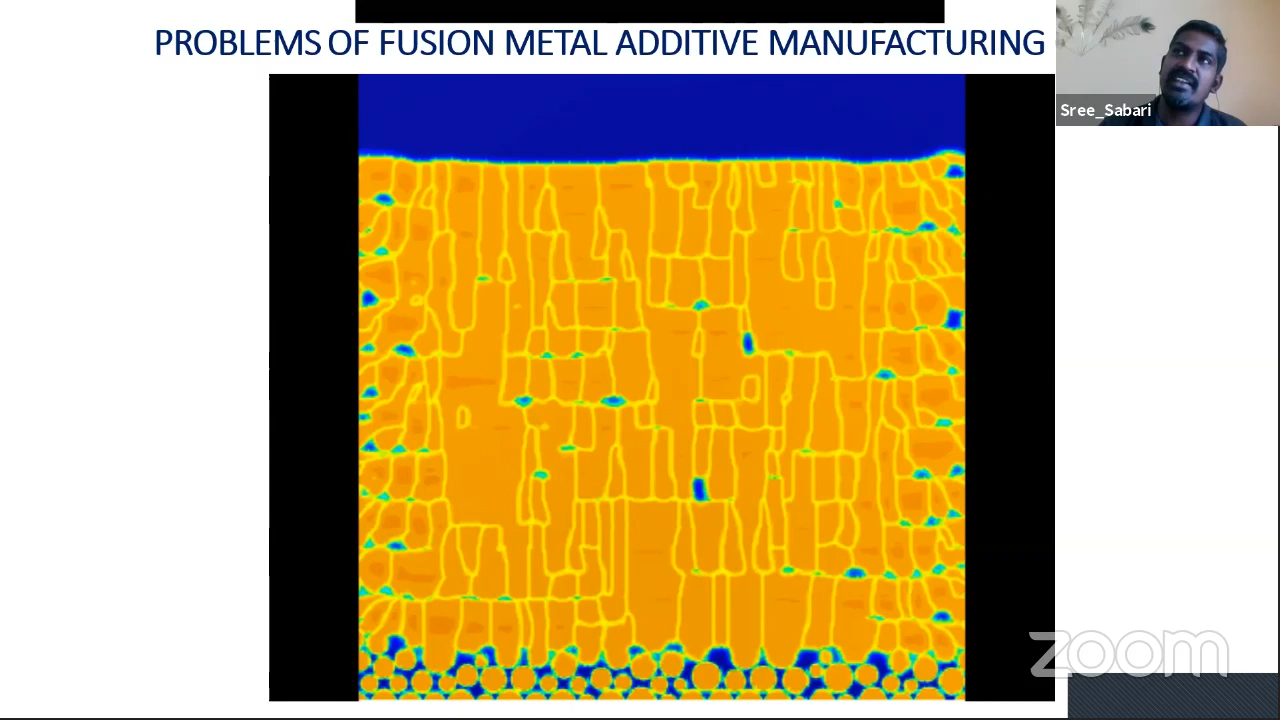 PROBLEMS OF FUSION METAL ADDITIVE MANUFACTURING
Sree_Sabari
zoom